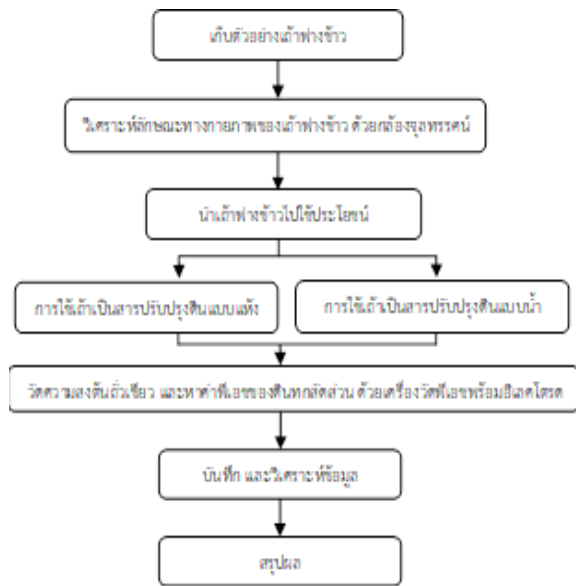 เก็บตัวอย่างเถ้าฟางข้าว
วิเคราะห์ลักษณะทางกายภาพของเถ้าฟางข้าว ด้วยกล้องจุลทรรศน์
นำเถ้าฟางข้าวไปใช้ประโยชน์
การใช้เถ้าเป็นสารปรับปรุงดินแบบแห้ง
การใช้เถ้าเป็นสารปรับปรุงดินแบบน้ำ
วัดความสูงต้นถั่วเขียว และหาค่าพีเอชของดินทุกสัดส่วน ด้วยเครื่องวัดพีเอชพร้อมอิเลคโตรด
บันทึก และวิเคราะห์ข้อมูล
สรุปผล